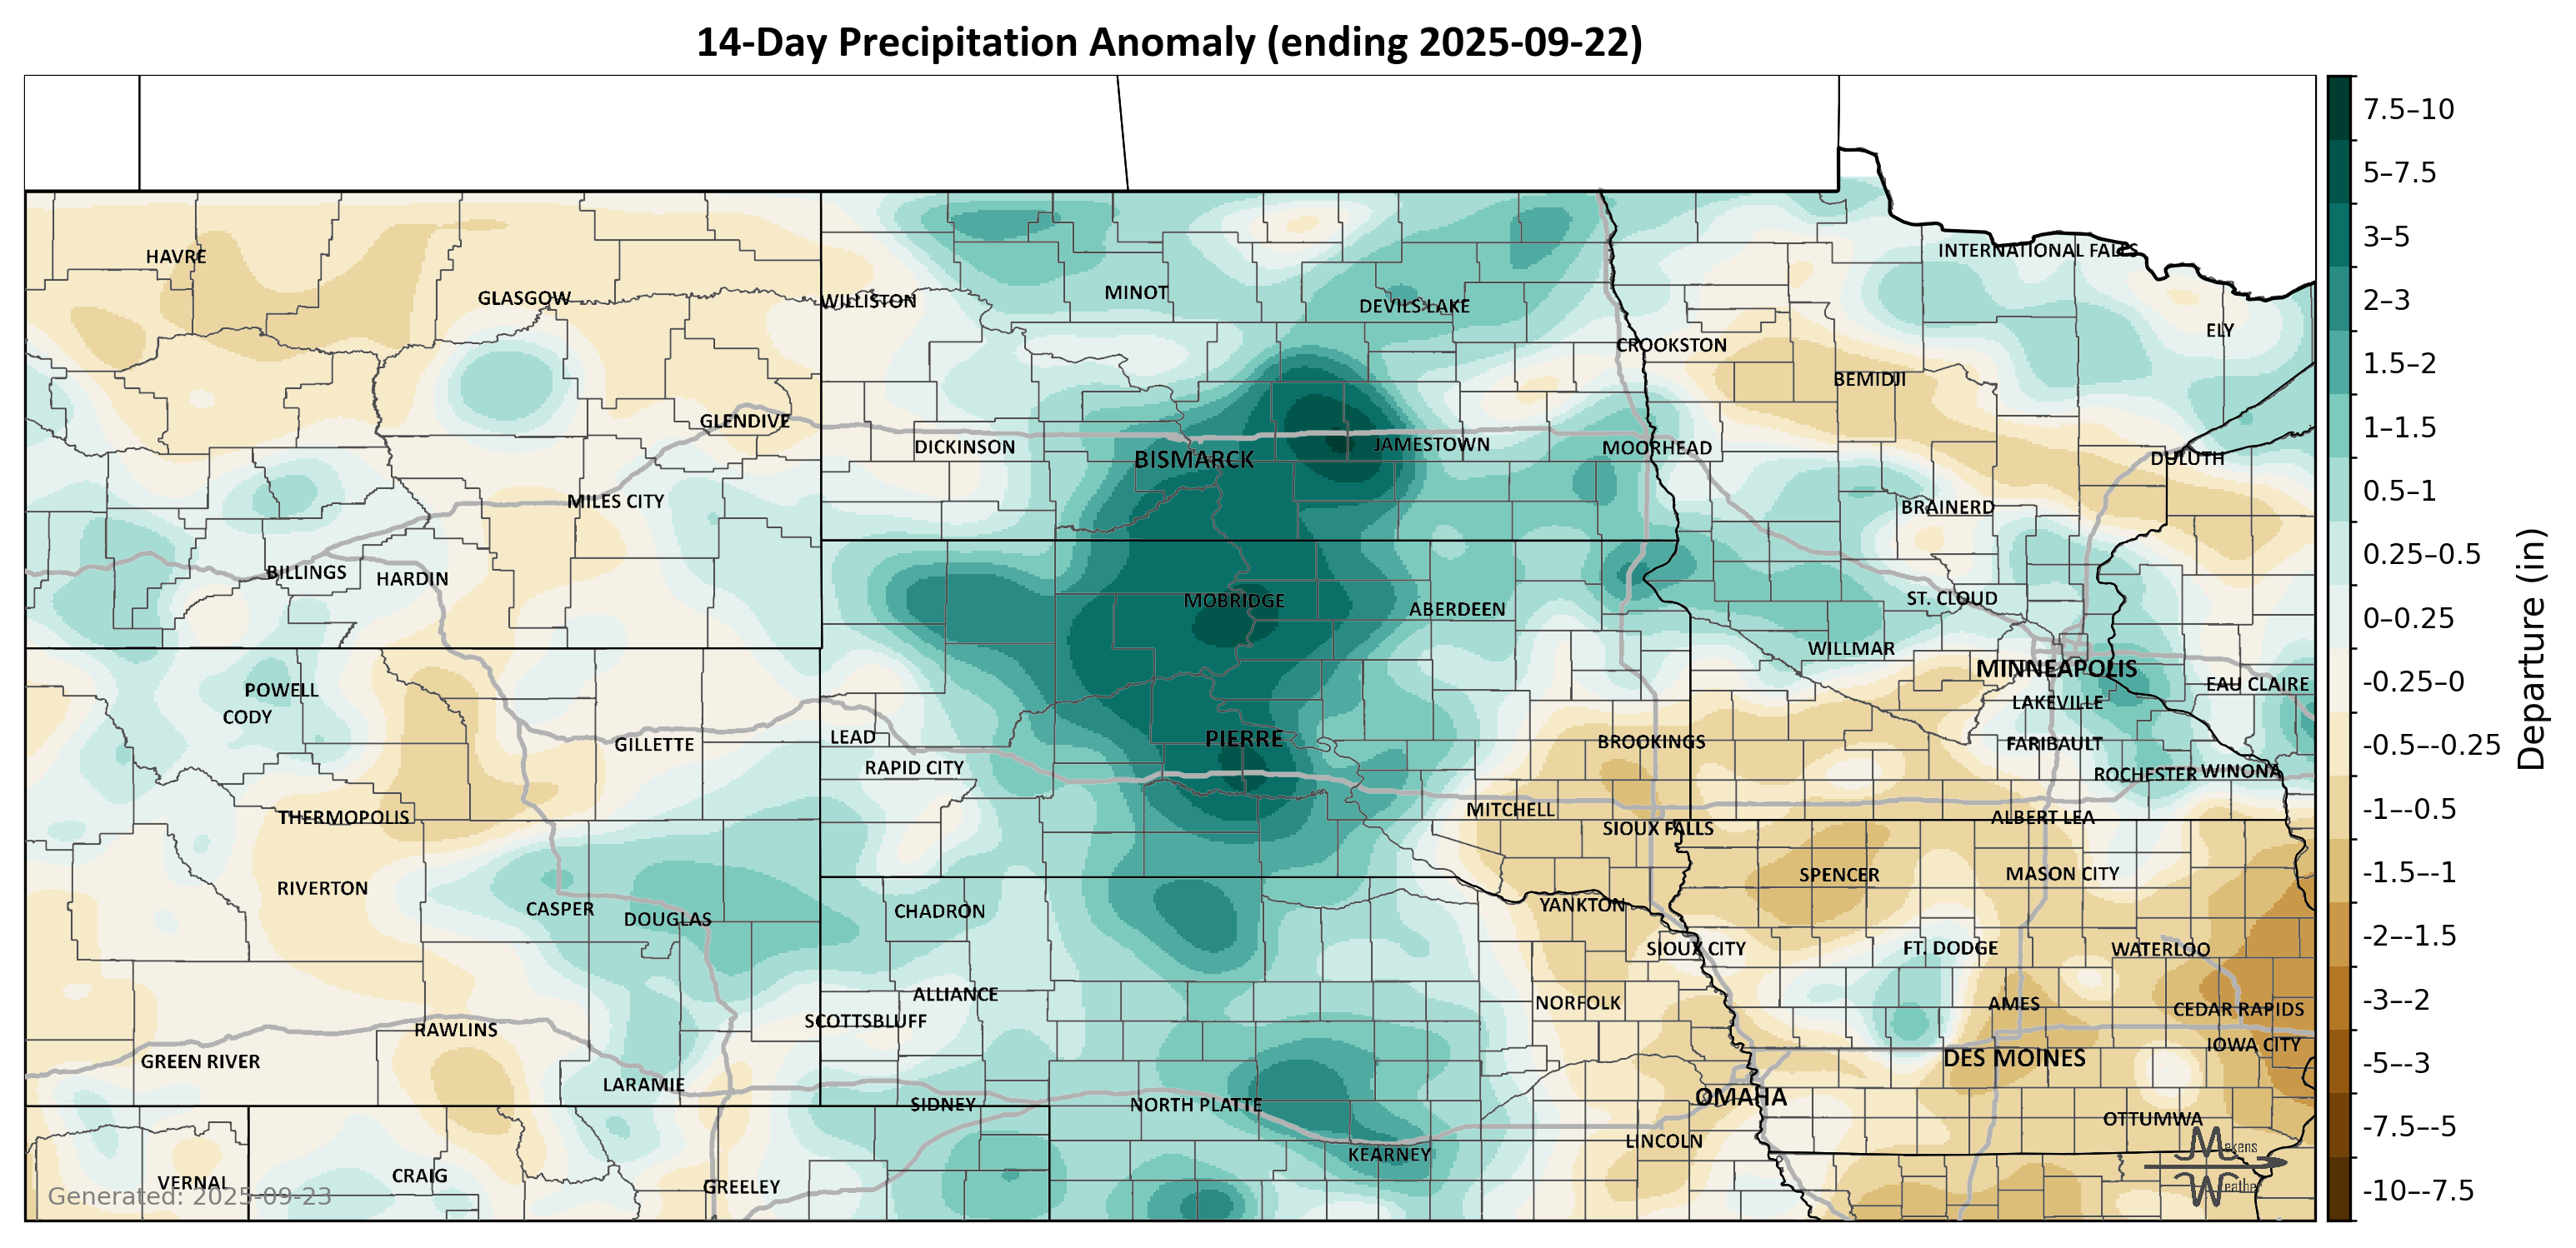 14-Day Precipitation Anomaly (ending 2025-09-22)
HAVRE
GLASGOW
WILLISTON
MINOT
DEVILS LAKE
INTERNATIONAL FALLS
ELY
CROOKSTON
BEMIDJI
GLENDIVE
DICKINSON
BISMARCK
JAMESTOWN
MOORHEAD
DULUTH
MILES CITY
BRAINERD
BILLINGS
HARDIN
MOBRIDGE
ABERDEEN
ST. CLOUD
WILLMAR
MINNEAPOLIS
EAU CLAIRE
POWELL
CODY
LAKEVILLE
GILLETTE
LEAD
PIERRE
BROOKINGS
FARIBAULT
RAPID CITY
ROCHESTER
WINONA
THERMOPOLIS
MITCHELL
SIOUX FALLS
ALBERT LEA
RIVERTON
SPENCER
MASON CITY
CASPER
DOUGLAS
CHADRON
YANKTON
SIOUX CITY
FT. DODGE
WATERLOO
ALLIANCE
SCOTTSBLUFF
NORFOLK
AMES
CEDAR RAPIDS
RAWLINS
GREEN RIVER
IOWA CITY
DES MOINES
LARAMIE
SIDNEY
NORTH PLATTE
OMAHA
OTTUMWA
LINCOLN
KEARNEY
VERNAL
CRAIG
GREELEY
Generated: 2025-09-23
Makens
Weather
7.5–10
5–7.5
3–5
2–3
1.5–2
1–1.5
0.5–1
0.25–0.5
0–0.25
-0.25–0
-0.5–-0.25
-1–-0.5
-1.5–-1
-2–-1.5
-3–-2
-5–-3
-7.5–-5
-10–-7.5
Departure (in)